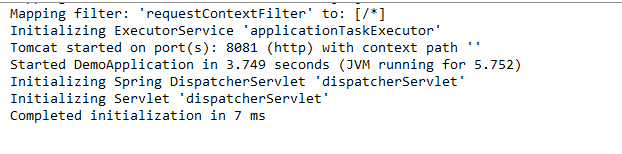 Mapping filter: 'requestContextFilter' to: [/*]
Initializing ExecutorService 'applicationTaskExecutor'
Tomcat started on port(s): 8081 (http) with context path ''
Started DemoApplication in 3.749 seconds (JVM running for 5.752)
Initializing Spring DispatcherServlet 'dispatcherServlet'
Initializing Servlet 'dispatcherServlet'
Completed initialization in 7 ms